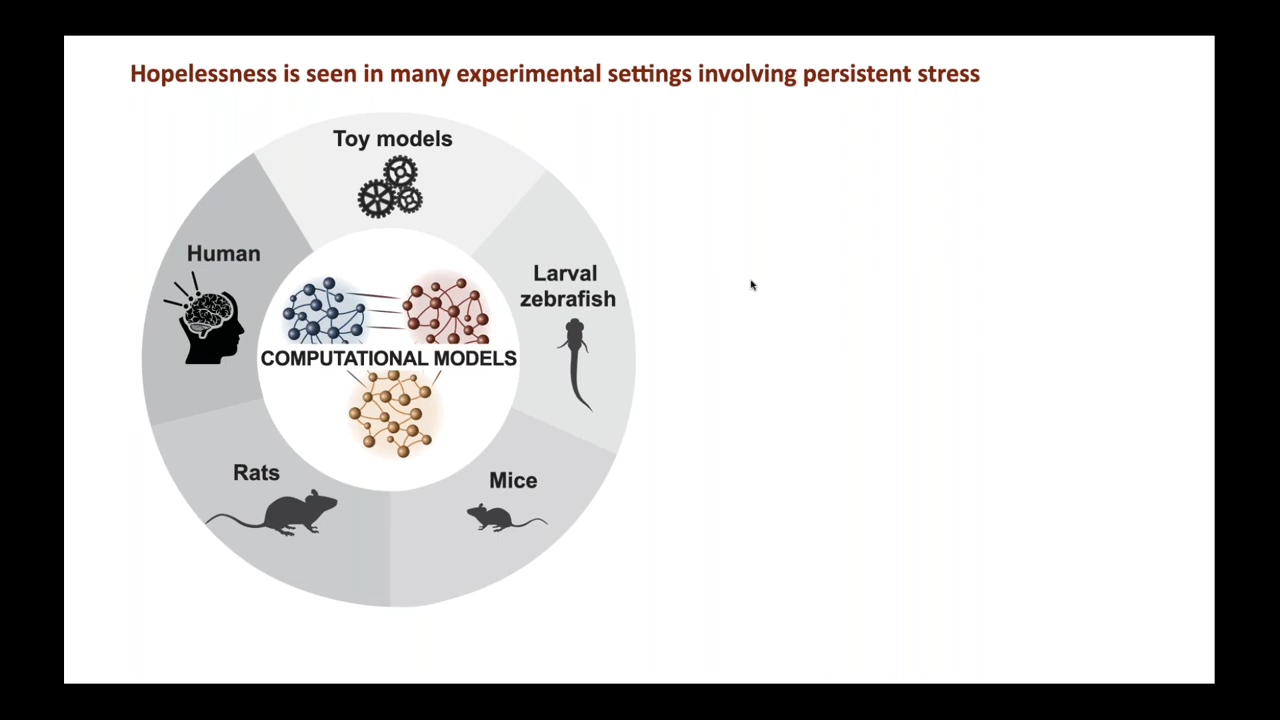 Hopelessness is seen in many experimental settings involving persistent stress
Toy models
Human
Larval
zebrafish
COMPUTATIONAL MODELS
Rats
Mice